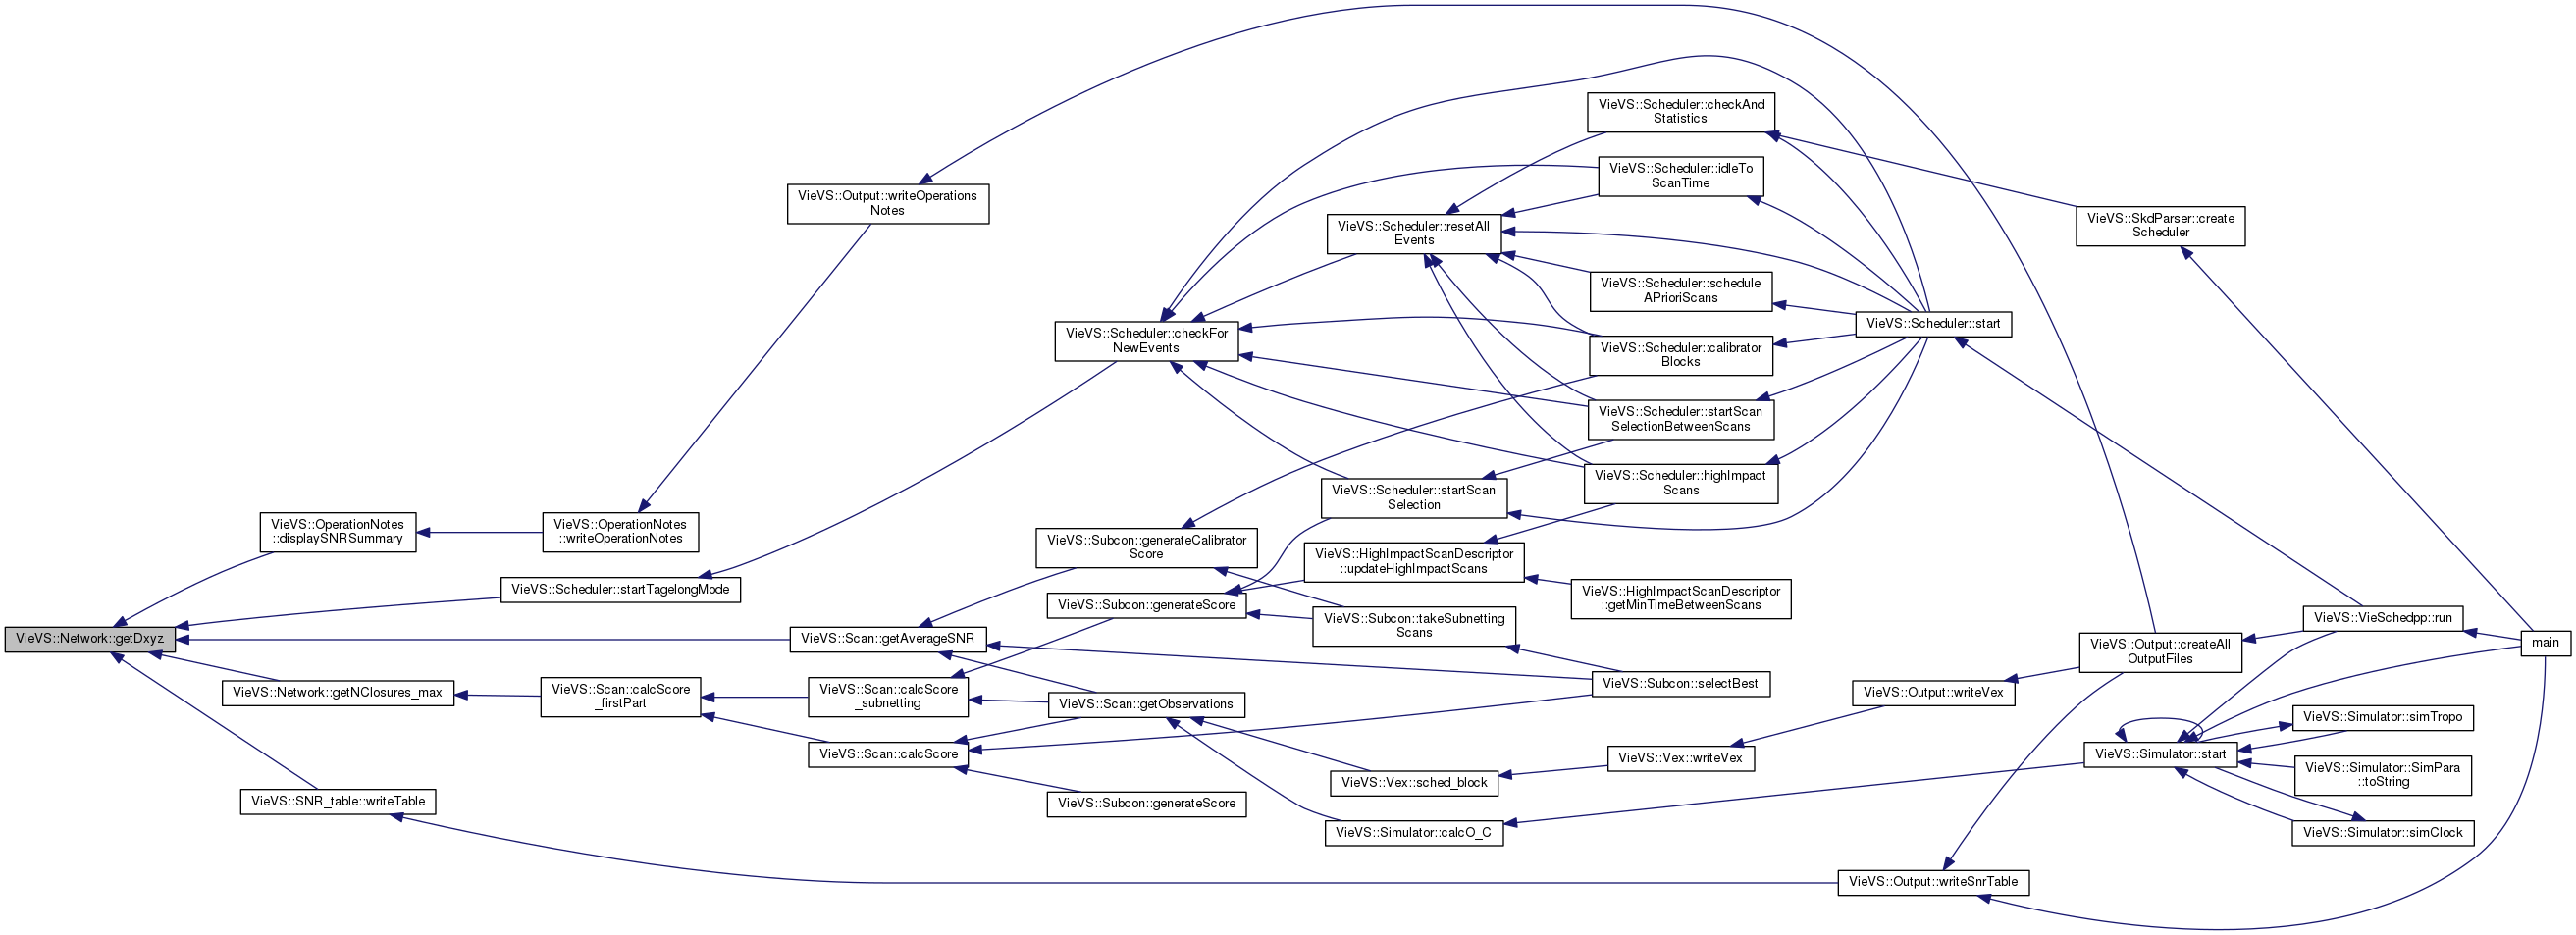 VieVS::Network::getDxyz
VieVS::OperationNotes
::displaySNRSummary
VieVS::Scheduler::startTagelongMode
VieVS::Network::getNClosures_max
VieVS::SNR_table::writeTable
VieVS::OperationNotes
::writeOperationNotes
VieVS::Scan::calcScore
_firstPart
VieVS::Output::writeOperations
Notes
VieVS::Scan::getAverageSNR
VieVS::Scan::calcScore
_subnetting
VieVS::Scan::calcScore
VieVS::Scheduler::checkFor
NewEvents
VieVS::Subcon::generateCalibrator
Score
VieVS::Subcon::generateScore
VieVS::Scan::getObservations
VieVS::Subcon::generateScore
VieVS::Scheduler::resetAll
Events
VieVS::Scheduler::startScan
Selection
VieVS::HighImpactScanDescriptor
::updateHighImpactScans
VieVS::Subcon::takeSubnetting
Scans
VieVS::Vex::sched_block
VieVS::Simulator::calcO_C
VieVS::Scheduler::checkAnd
Statistics
VieVS::Scheduler::idleTo
ScanTime
VieVS::Scheduler::schedule
APrioriScans
VieVS::Scheduler::calibrator
Blocks
VieVS::Scheduler::startScan
SelectionBetweenScans
VieVS::Scheduler::highImpact
Scans
VieVS::HighImpactScanDescriptor
::getMinTimeBetweenScans
VieVS::Subcon::selectBest
VieVS::Vex::writeVex
VieVS::Scheduler::start
VieVS::Output::writeVex
VieVS::Output::writeSnrTable
VieVS::SkdParser::create
Scheduler
VieVS::Output::createAll
OutputFiles
VieVS::Simulator::start
VieVS::VieSchedpp::run
VieVS::Simulator::simTropo
VieVS::Simulator::SimPara
::toString
VieVS::Simulator::simClock
main